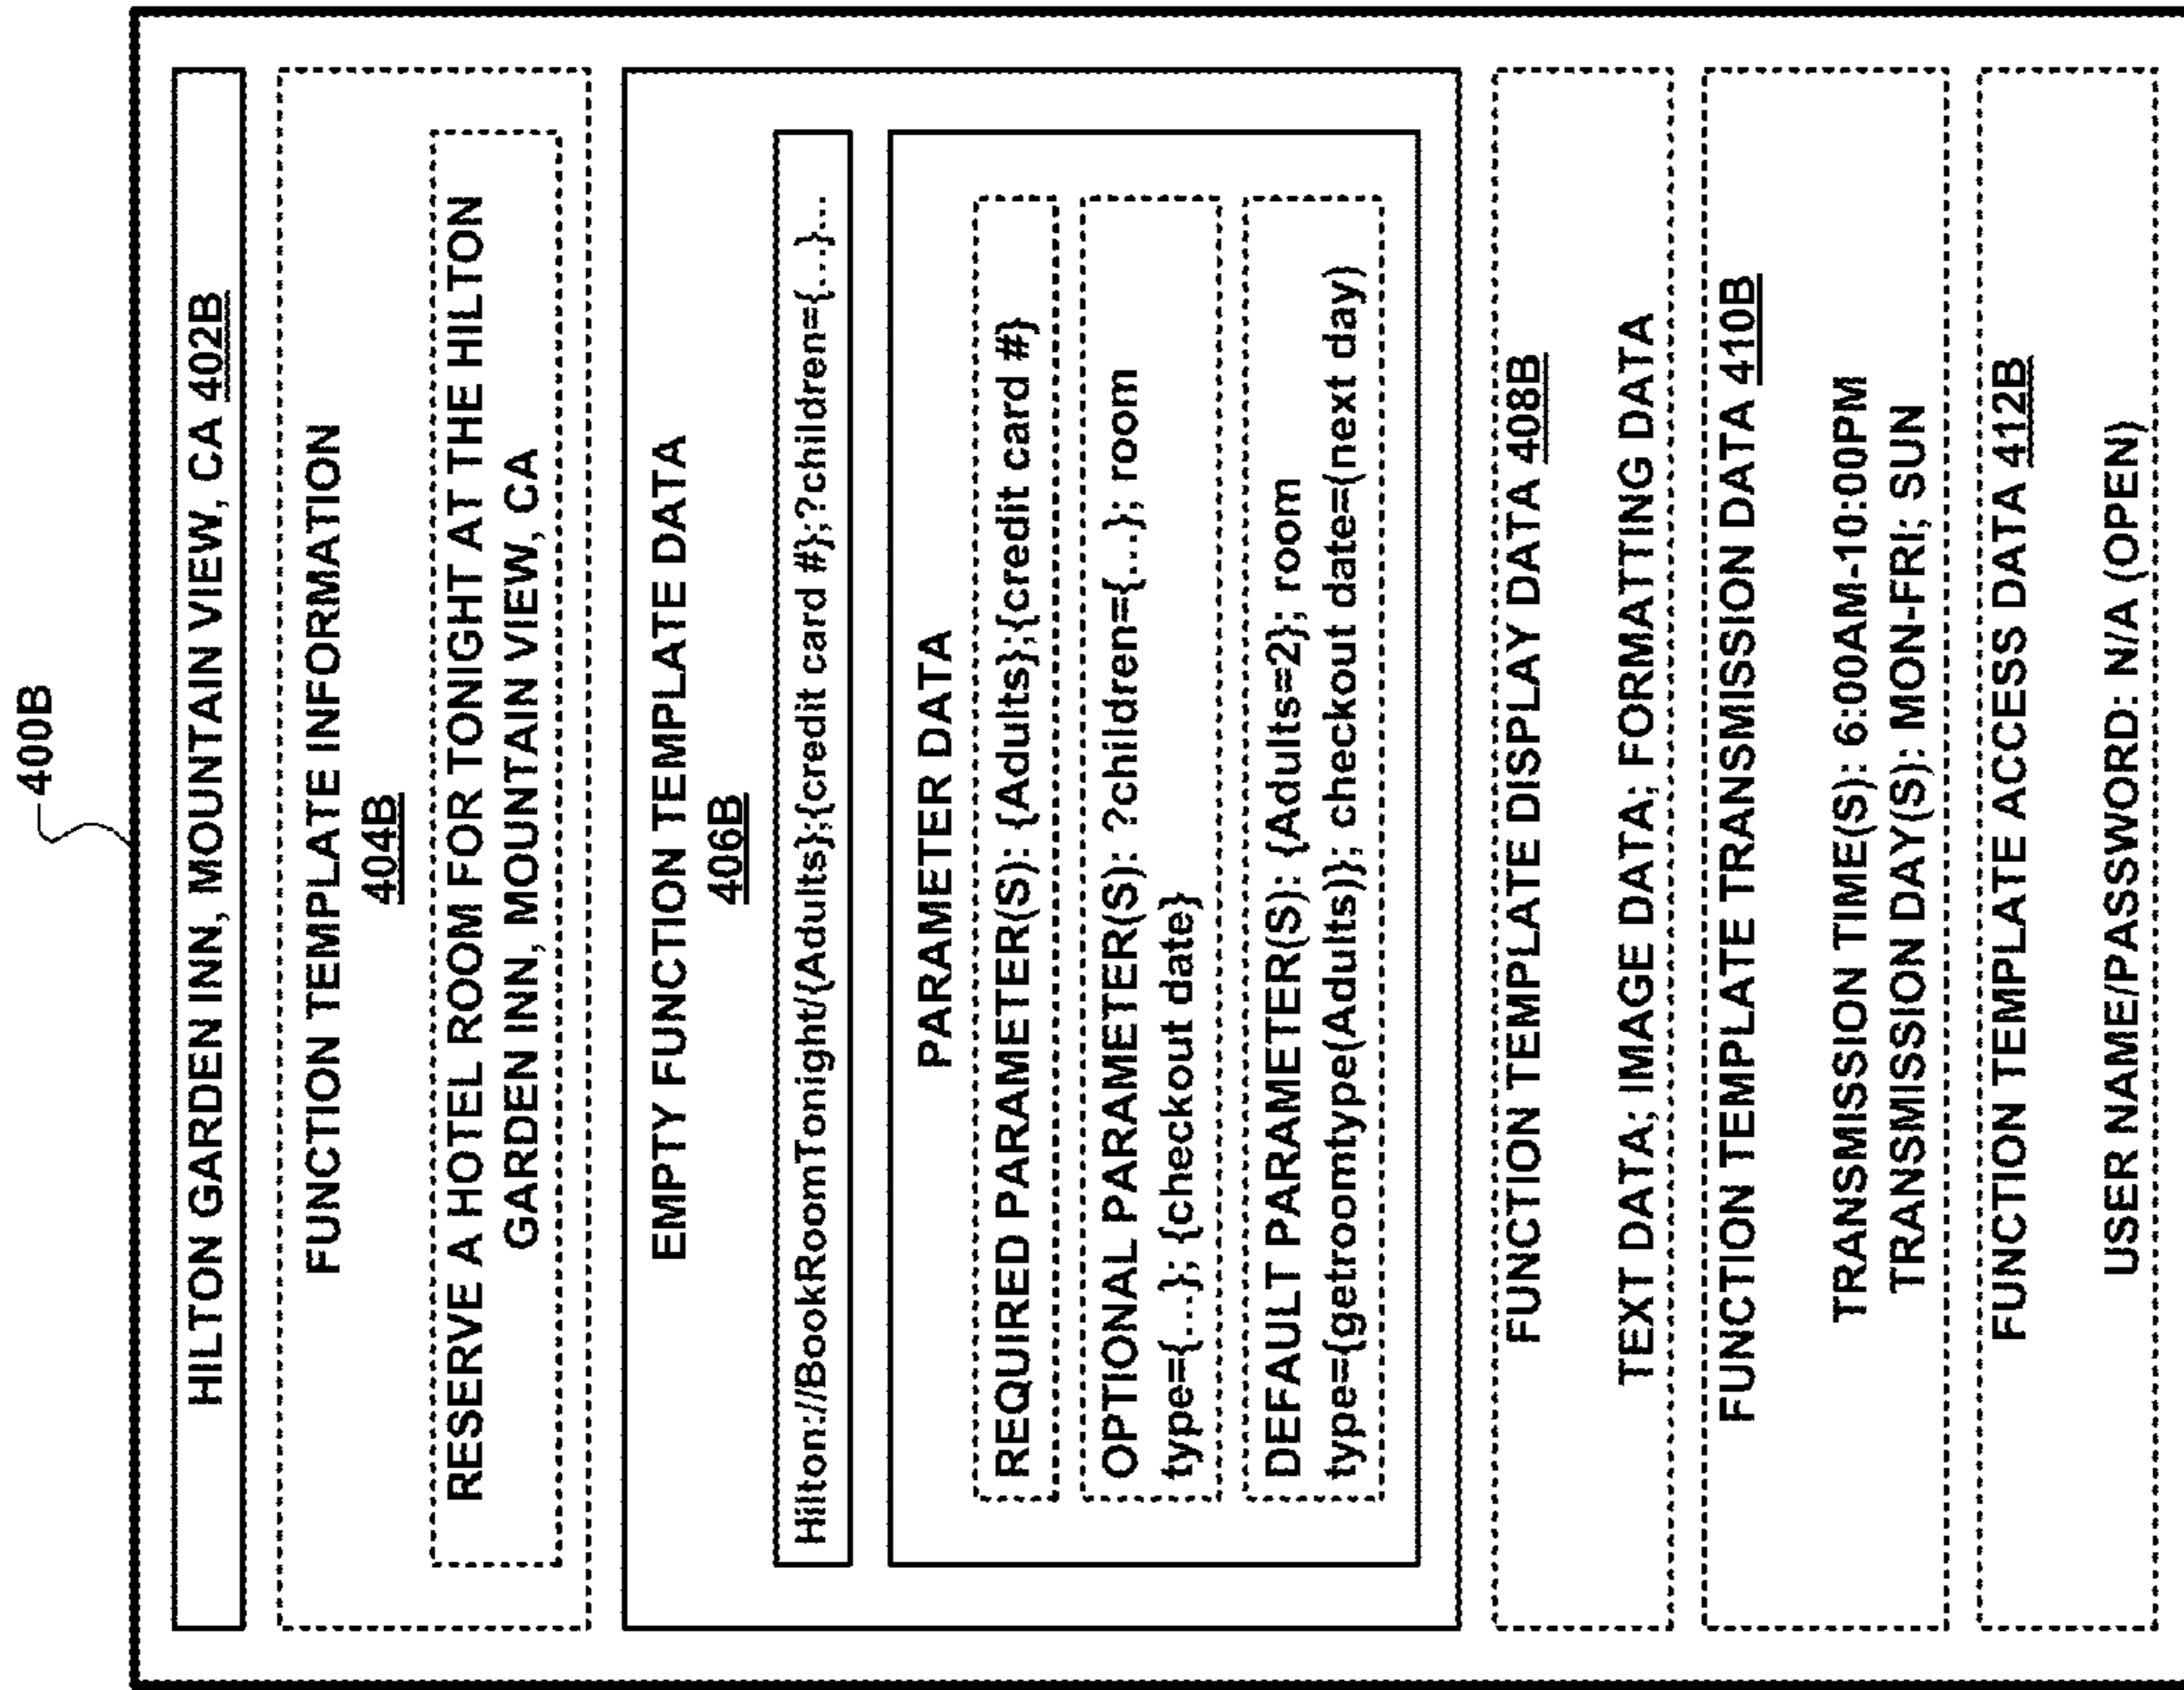 400B
HILTON GARDEN INN, MOUNTAIN VIEW, CA 402B
FUNCTION TEMPLATE INFORMATION
404B
RESERVE A HOTEL ROOM FOR TONIGHT AT THE HILTON
GARDEN INN, MOUNTAIN VIEW, CA
EMPTY FUNCTION TEMPLATE DATA
406B
Hilton://BookRoomTonight/{Adults};{credit card #};?children={...}...
PARAMETER DATA
REQUIRED PARAMETER(S): {Adults};{credit card #}
OPTIONAL PARAMETER(S): ?children={...}; room
type={...}; {checkout date}
DEFAULT PARAMETER(S): {Adults=2}; room
type={getroomtype(Adults)}; checkout date={next day}
FUNCTION TEMPLATE DISPLAY DATA 408B
TEXT DATA; IMAGE DATA; FORMATTING DATA
FUNCTION TEMPLATE TRANSMISSION DATA 410B
TRANSMISSION TIME(S): 6:00AM-10:00PM
TRANSMISSION DAY(S): MON-FRI; SUN
FUNCTION TEMPLATE ACCESS DATA 412B
USER NAME/PASSWORD: N/A (OPEN)